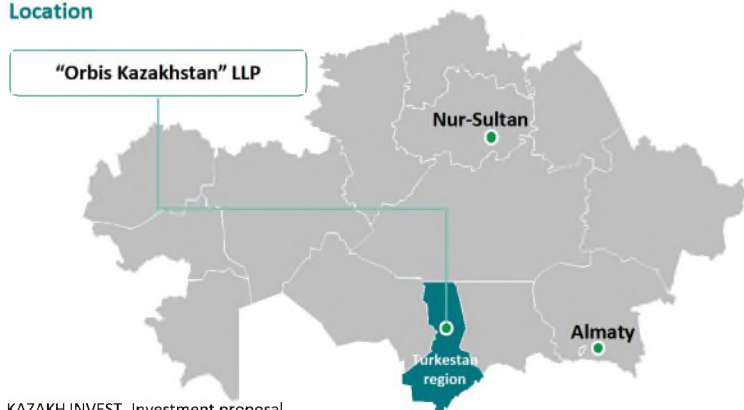 Location
“Orbis Kazakhstan” LLP
Nur-Sultan
Almaty
Turkestan
region
KAZAKH INVEST. Investment proposal